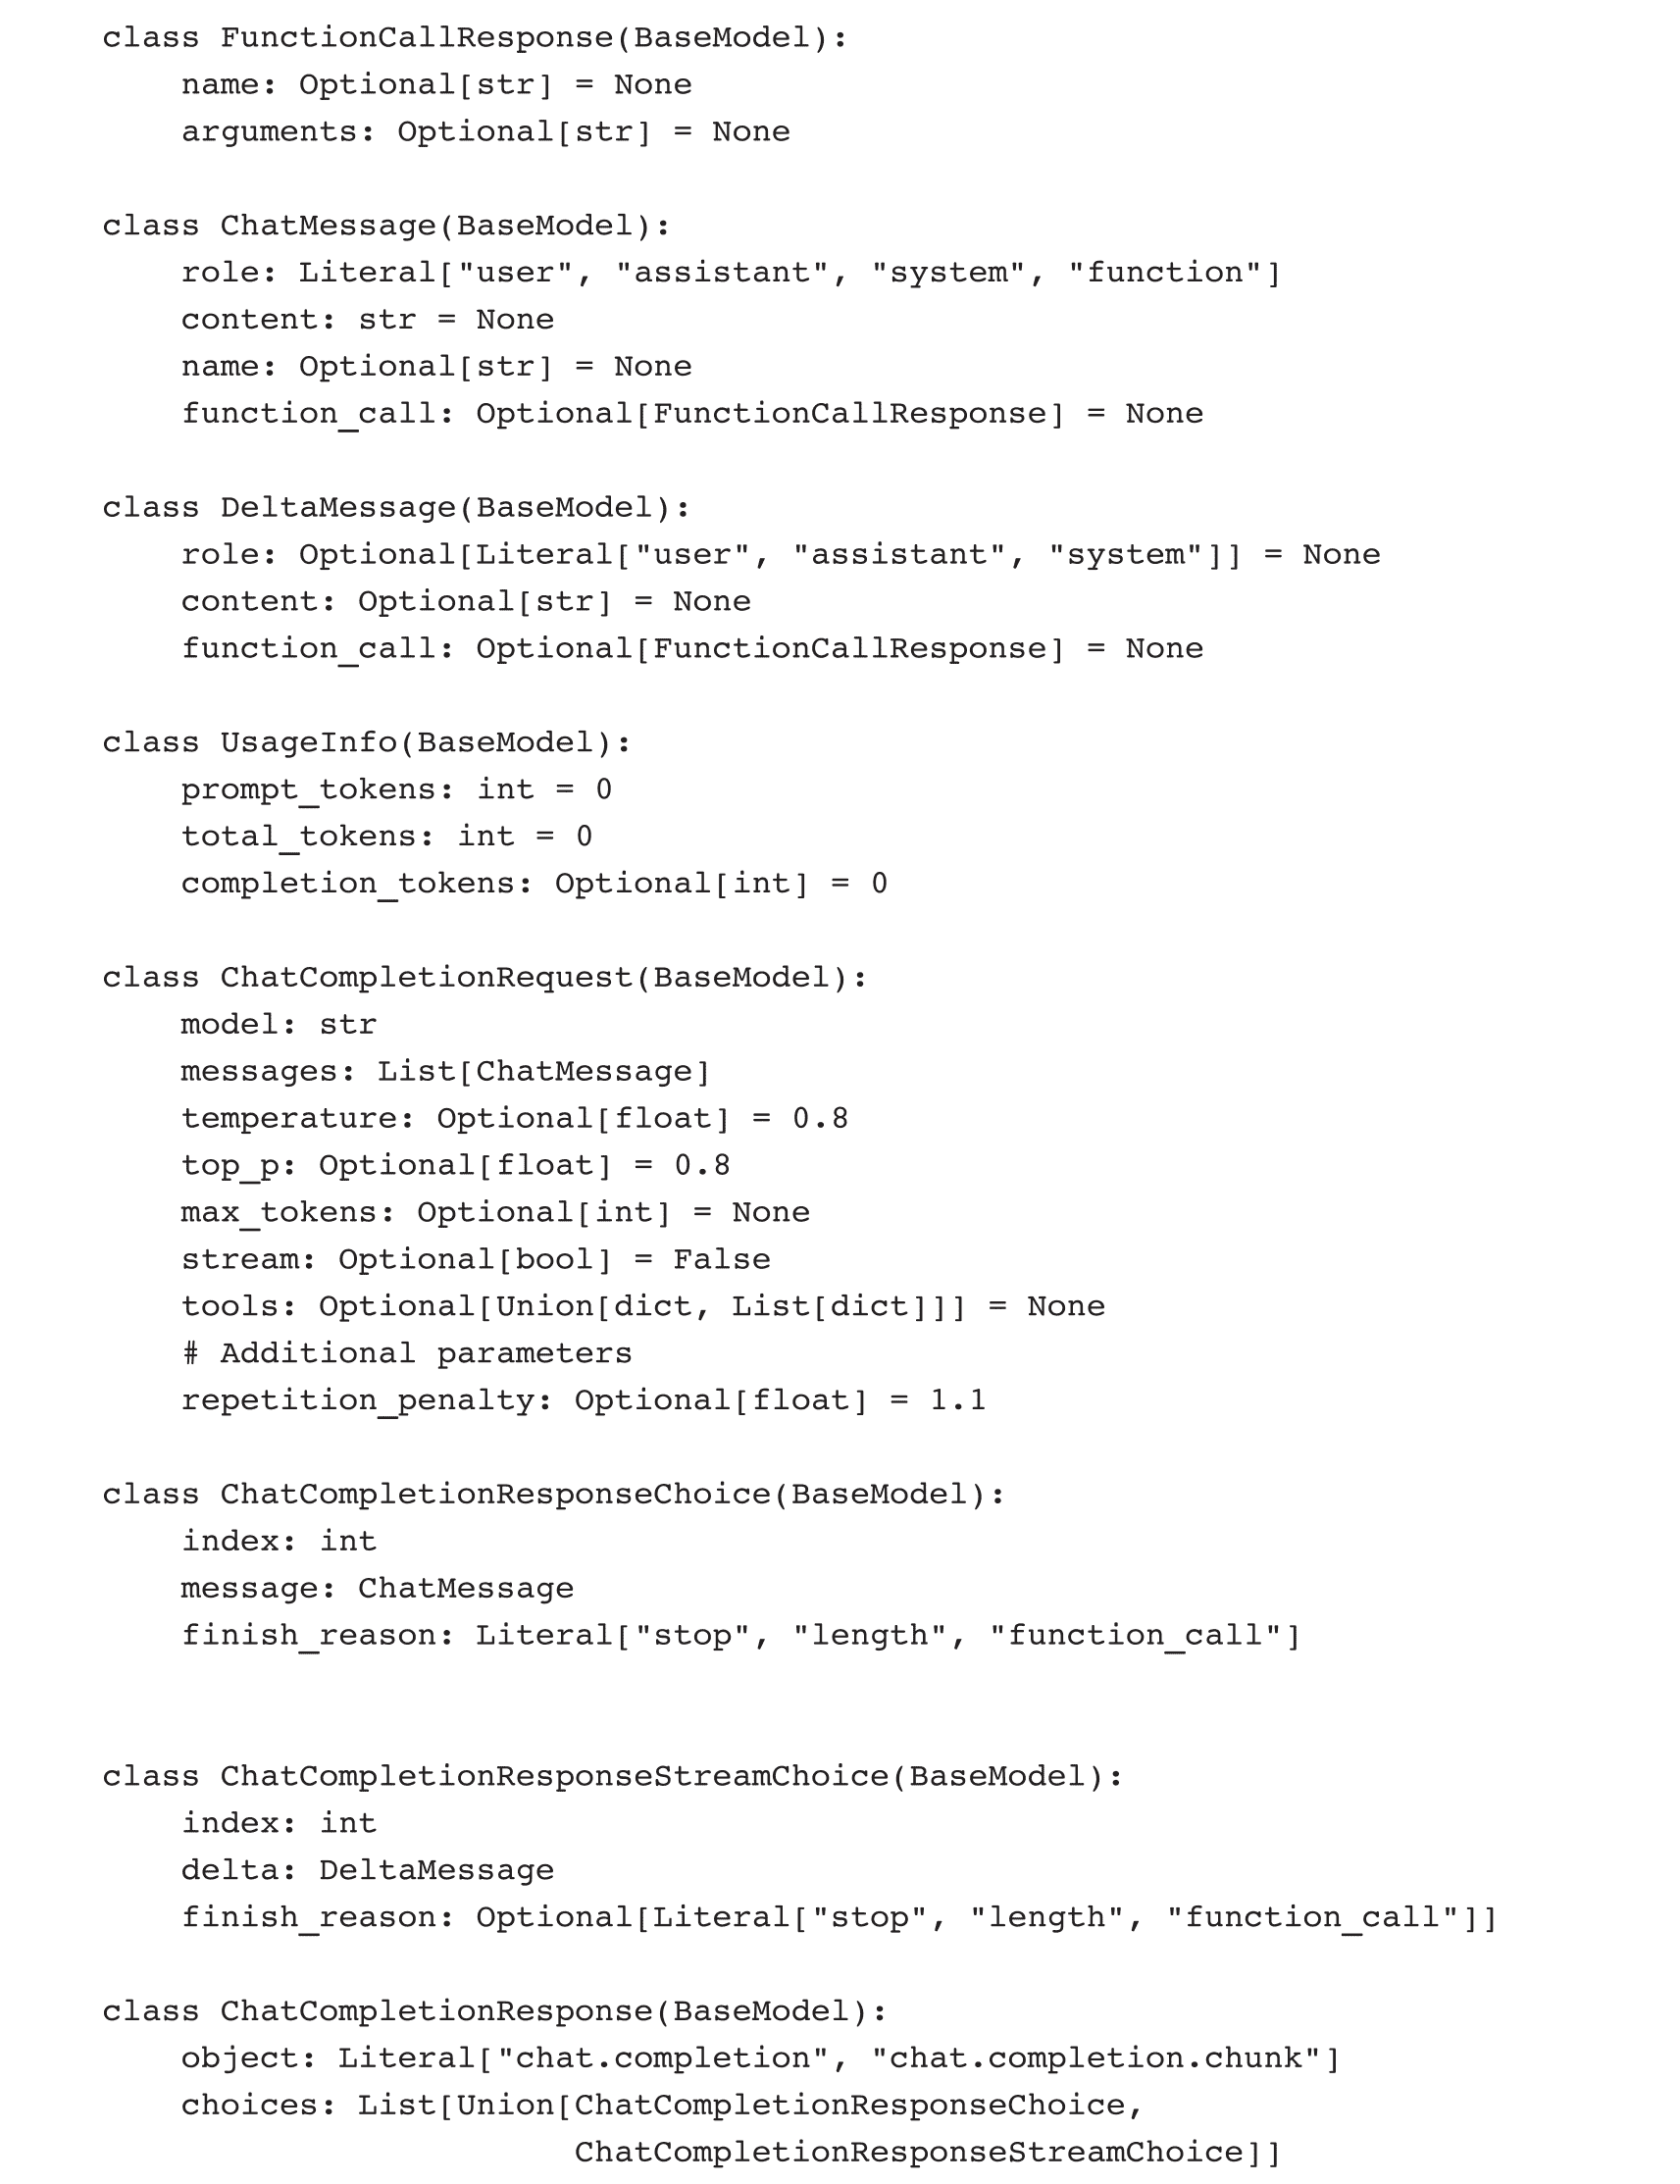 class FunctionCallResponse(BaseModel):
    name: Optional[str] = None
    arguments: Optional[str] = None

class ChatMessage(BaseModel):
    role: Literal["user", "assistant", "system", "function"]
    content: str = None
    name: Optional[str] = None
    function_call: Optional[FunctionCallResponse] = None

class DeltaMessage(BaseModel):
    role: Optional[Literal["user", "assistant", "system"]] = None
    content: Optional[str] = None
    function_call: Optional[FunctionCallResponse] = None

class UsageInfo(BaseModel):
    prompt_tokens: int = 0
    total_tokens: int = 0
    completion_tokens: Optional[int] = 0

class ChatCompletionRequest(BaseModel):
    model: str
    messages: List[ChatMessage]
    temperature: Optional[float] = 0.8
    top_p: Optional[float] = 0.8
    max_tokens: Optional[int] = None
    stream: Optional[bool] = False
    tools: Optional[Union[dict, List[dict]]] = None
    # Additional parameters
    repetition_penalty: Optional[float] = 1.1

class ChatCompletionResponseChoice(BaseModel):
    index: int
    message: ChatMessage
    finish_reason: Literal["stop", "length", "function_call"]


class ChatCompletionResponseStreamChoice(BaseModel):
    index: int
    delta: DeltaMessage
    finish_reason: Optional[Literal["stop", "length", "function_call"]]

class ChatCompletionResponse(BaseModel):
    object: Literal["chat.completion", "chat.completion.chunk"]
    choices: List[Union[ChatCompletionResponseChoice,
                        ChatCompletionResponseStreamChoice]]